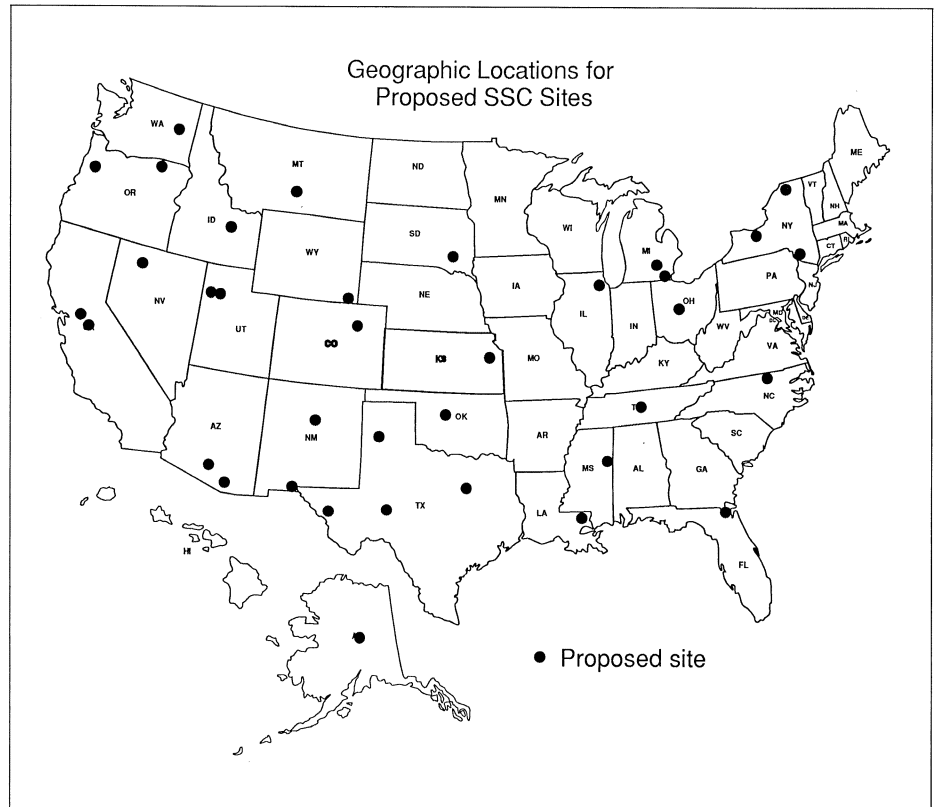 Geographic Locations for
Proposed SSC Sites
WA
MT
ND
MN
ME
OR
ID
SD
WI
MI
NY
VT
NH
MA
CT
WY
NE
IA
PA
NJ
NV
UT
CO
IL
IN
OH
WV
MD
DE
VA
MO
KY
NC
AZ
NM
OK
AR
SC
MS
AL
GA
TX
LA
FL
HI
Proposed site